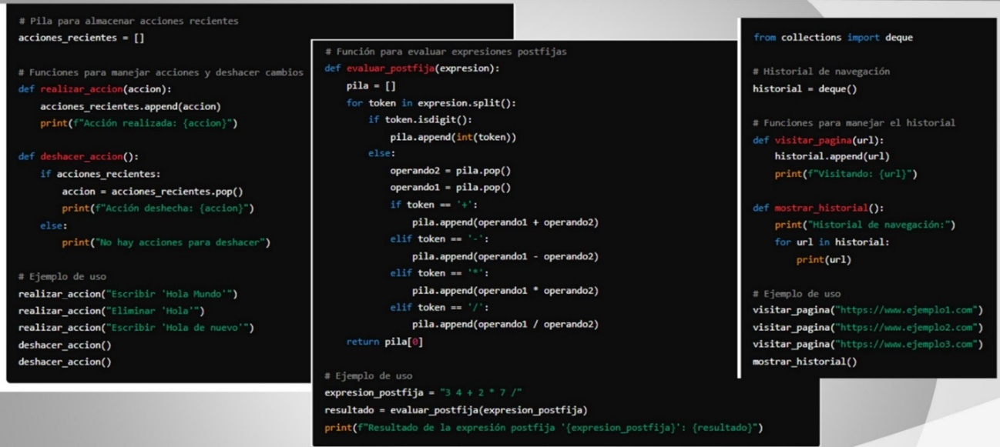 # Pila para almacenar acciones recientes
acciones_recientes = []
# Funciones para manejar acciones y deshacer cambios
def realizar_accion(accion):
    acciones_recientes.append(accion)
    print(f"Acción realizada: {accion}")
def deshacer_accion():
    if acciones_recientes:
        accion = acciones_recientes.pop()
        print(f"Acción deshecha: {accion}")
    else:
        print("No hay acciones para deshacer")
# Ejemplo de uso
realizar_accion("Escribir 'Hola Mundo'")
realizar_accion("Eliminar 'Hola'")
realizar_accion("Escribir 'Hola de nuevo'")
deshacer_accion()
deshacer_accion()
# Función para evaluar expresiones postfijas
def evaluar_postfija(expresion):
    pila = []
    for token in expresion.split():
        if token.isdigit():
            pila.append(int(token))
        else:
            operando2 = pila.pop()
            operando1 = pila.pop()
            if token == '+':
                pila.append(operando1 + operando2)
            elif token == '-':
                pila.append(operando1 - operando2)
            elif token == '*':
                pila.append(operando1 * operando2)
            elif token == '/':
                pila.append(operando1 / operando2)
    return pila[0]
# Ejemplo de uso
expresion_postfija = "3 4 + 2 * 7 /"
resultado = evaluar_postfija(expresion_postfija)
print(f"Resultado de la expresión postfija '{expresion_postfija}': {resultado}")
from collections import deque
# Historial de navegación
historial = deque()
# Funciones para manejar el historial
def visitar_pagina(url):
    historial.append(url)
    print(f"Visitando: {url}")
def mostrar_historial():
    print("Historial de navegación:")
    for url in historial:
        print(url)
# Ejemplo de uso
visitar_pagina("https://www.ejemplo1.com")
visitar_pagina("https://www.ejemplo2.com")
visitar_pagina("https://www.ejemplo3.com")
mostrar_historial()